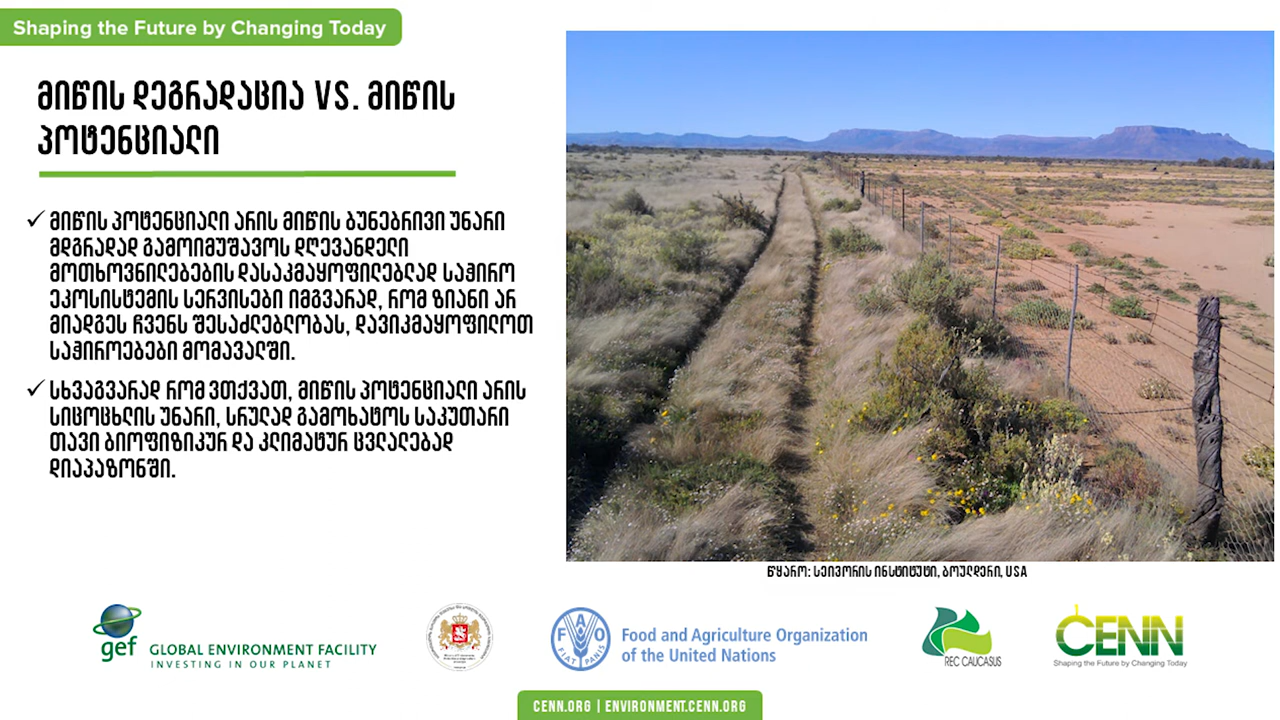 Shaping the Future by Changing Today
მიწის დეგრადაცია VS. მიწის
პოტენციალი
✓ მიწის პოტენციალი არის მიწის ბუნებრივი უნარი
მდგრადად გამოიმუშავოს დღევანდელი
მოთხოვნილებების დასაკმაყოფილებლად საჭირო
ეკოსისტემის სერვისები იმგვარად, რომ ზიანი არ
მიადგეს ჩვენს შესაძლებლობას, დავიკმაყოფილოთ
საჭიროებები მომავალში.
✓ სხვაგვარად რომ ვთქვათ, მიწის პოტენციალი არის
სიცოცხლის უნარი, სრულად გამოხატოს საკუთარი
თავი ბიოფიზიკურ და კლიმატურ ცვლალებად
დიაპაზონში.
წყარო: სეივორის ინსტიტუტი, ბოულდერი, USA
gef
GLOBAL ENVIRONMENT FACILITY
INVESTING IN OUR PLANET
FAO
FIAT PANIS
Food and Agriculture Organization
of the United Nations
REC CAUCASUS
CENN
Shaping the Future by Changing Today
CENN.ORG | ENVIRONMENT.CENN.ORG